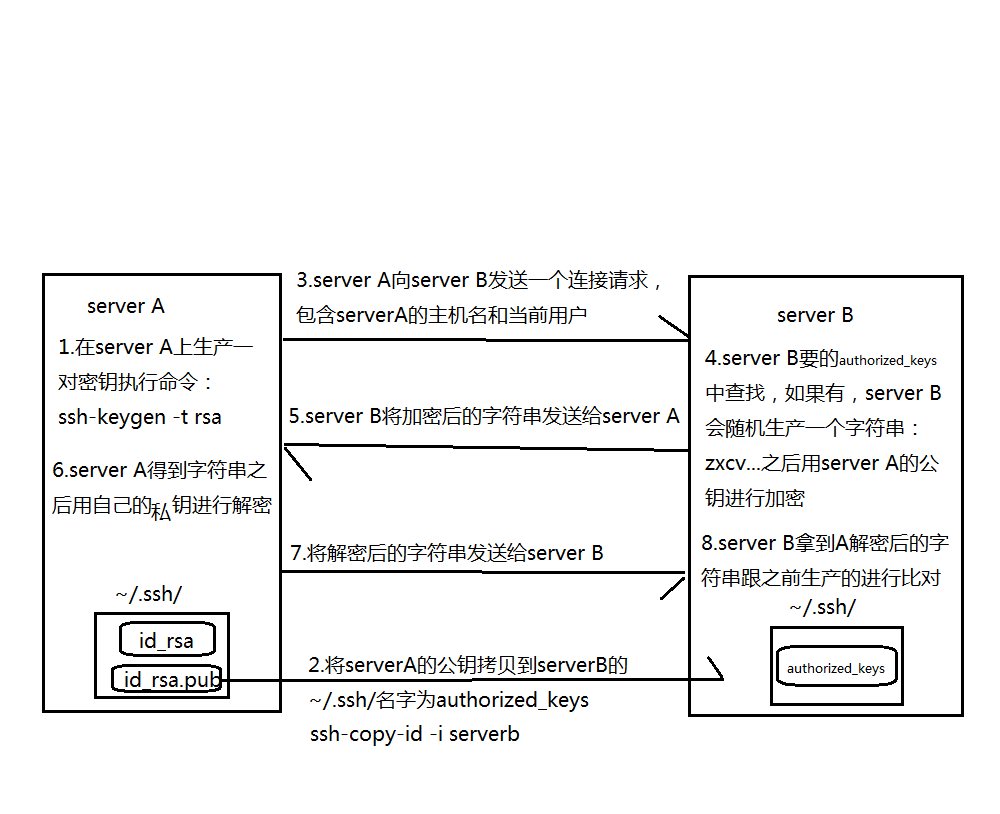 server A
1.在server A上生产一
对密钥执行命令：
ssh-keygen -t rsa
6.server A得到字符串之
后用自己的私钥进行解密
~/.ssh/
id_rsa
id_rsa.pub
3.server A向server B发送一个连接请求，
包含serverA的主机名和当前用户
5.server B将加密后的字符串发送给server A
7.将解密后的字符串发送给server B
2.将serverA的公钥拷贝到serverB的
~/.ssh/名字为authorized_keys
ssh-copy-id -i serverb
server B
4.server B要的authorized_keys
中查找，如果有，server B
会随机生产一个字符串：
zxcv...之后用server A的公
钥进行加密
8.server B拿到A解密后的字
符串跟之前生产的进行比对
~/.ssh/
authorized_keys